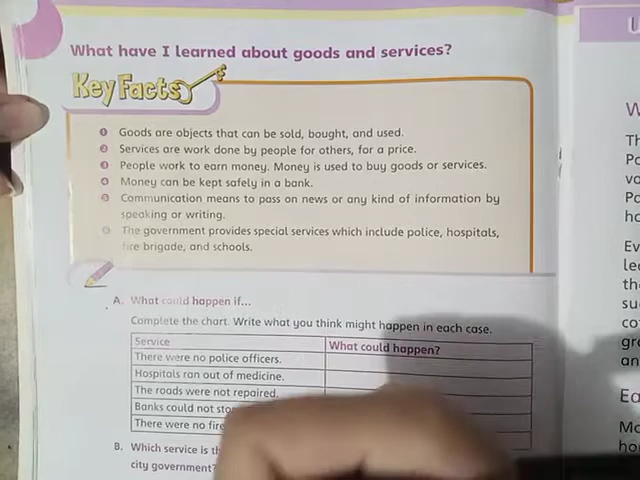 What have I learned about goods and services?
Key Facts
1 Goods are objects that can be sold, bought, and used.
2 Services are work done by people for others, for a price.
3 People work to earn money. Money is used to buy goods or services.
4 Money can be kept safely in a bank.
5 Communication means to pass on news or any kind of information by
speaking or writing.
6 The government provides special services which include police, hospitals,
fire brigade, and schools.
A. What could happen if...
Complete the chart. Write what you think might happen in each case.
Service What could happen?
There were no police officers.
Hospitals ran out of medicine.
The roads were not repaired.
Banks could not
There were no
B. Which service is
city government?